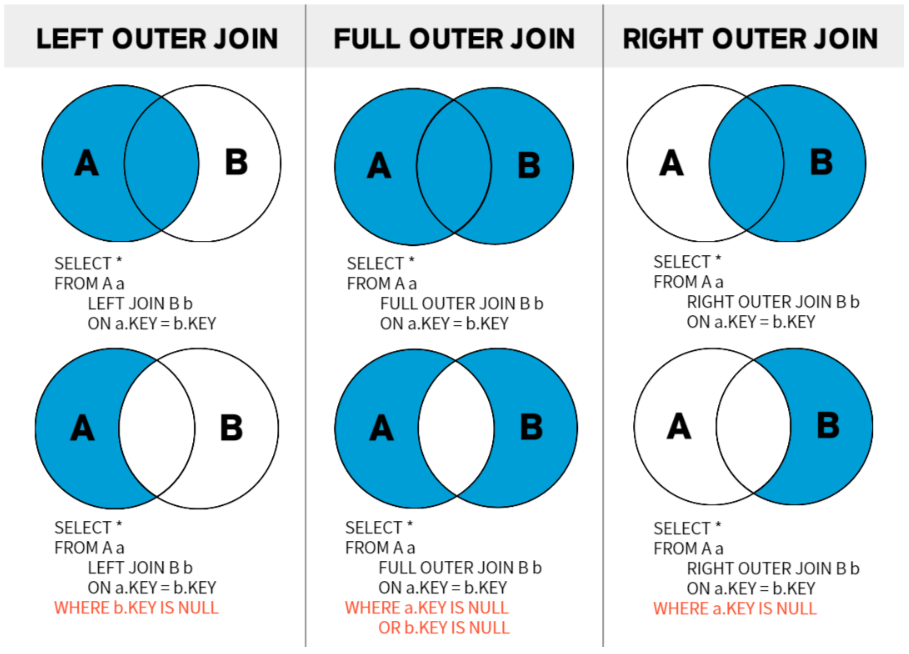 LEFT OUTER JOIN
A
B
SELECT *
FROM A a
LEFT JOIN B b
ON a.KEY = b.KEY
A
B
SELECT *
FROM A a
LEFT JOIN B b
ON a.KEY = b.KEY
WHERE b.KEY IS NULL
FULL OUTER JOIN
A
B
SELECT *
FROM A a
FULL OUTER JOIN B b
ON a.KEY = b.KEY
A
B
SELECT *
FROM A a
FULL OUTER JOIN B b
ON a.KEY = b.KEY
WHERE a.KEY IS NULL
OR b.KEY IS NULL
RIGHT OUTER JOIN
A
B
SELECT *
FROM A a
RIGHT OUTER JOIN B b
ON a.KEY = b.KEY
A
B
SELECT *
FROM A a
RIGHT OUTER JOIN B b
ON a.KEY = b.KEY
WHERE a.KEY IS NULL